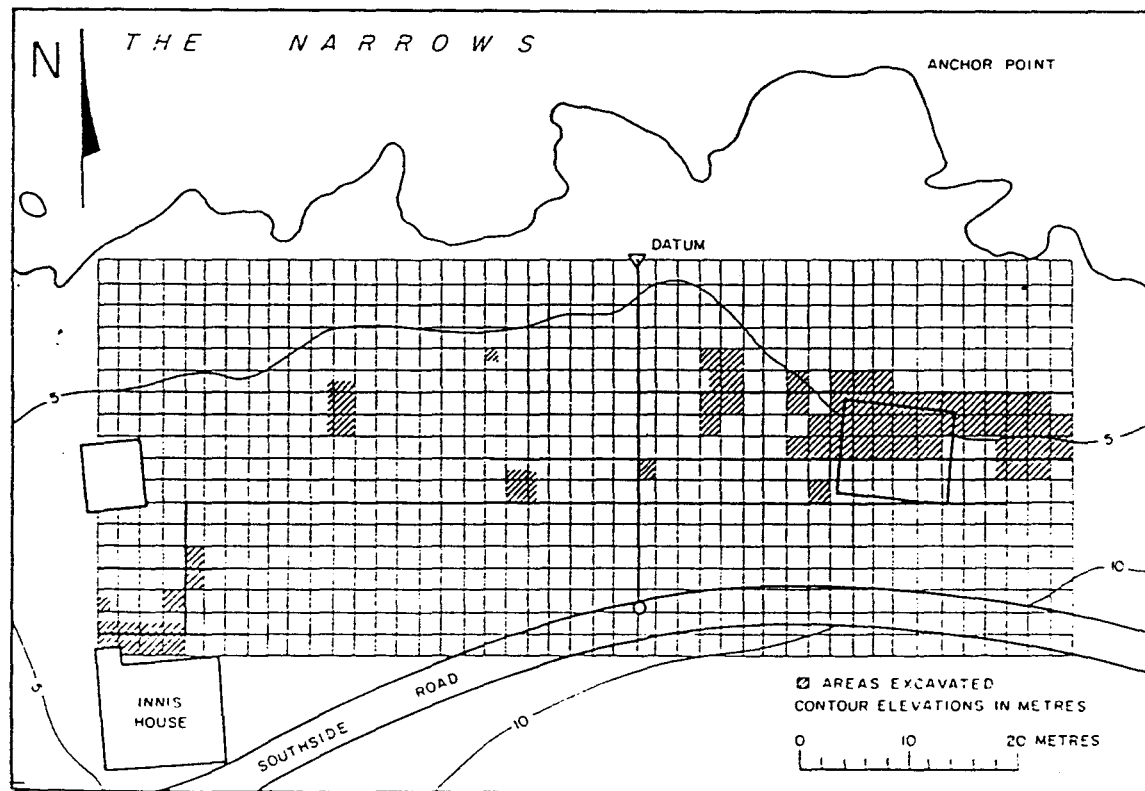 N
THE NARROWS
ANCHOR POINT
DATUM
5
5
10
5
INNIS
HOUSE
SOUTHSIDE ROAD
10
AREAS EXCAVATED
CONTOUR ELEVATIONS IN METRES
0 10 20 METRES